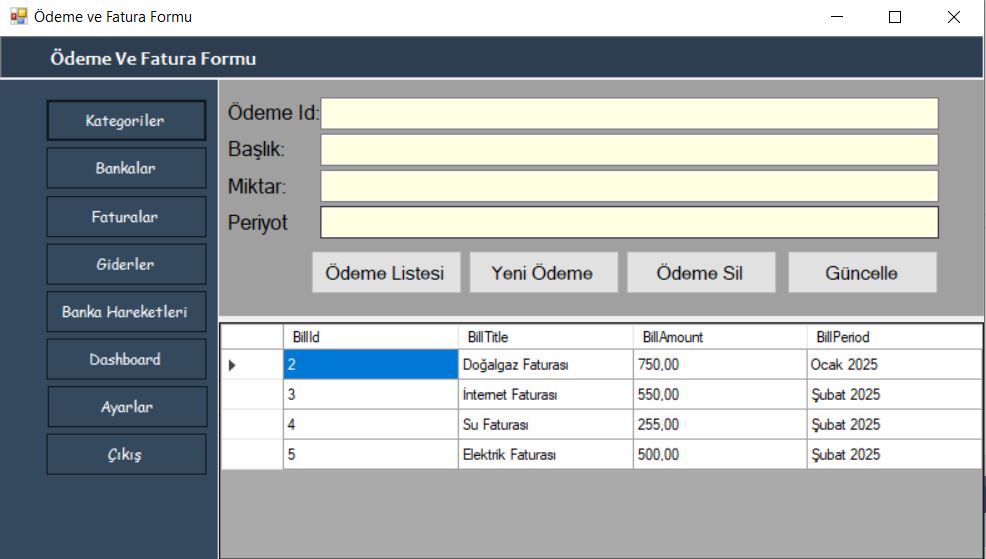 Ödeme ve Fatura Formu
Ödeme Ve Fatura Formu
Kategoriler
Bankalar
Faturalar
Giderler
Banka Hareketleri
Dashboard
Ayarlar
Çıkış
Ödeme Id:
Başlık:
Miktar:
Periyot
Ödeme Listesi Yeni Ödeme Ödeme Sil Güncelle
BillId BillTitle BillAmount BillPeriod
2 Doğalgaz Faturası 750,00 Ocak 2025
3 İnternet Faturası 550,00 Şubat 2025
4 Su Faturası 255,00 Şubat 2025
5 Elektrik Faturası 500,00 Şubat 2025